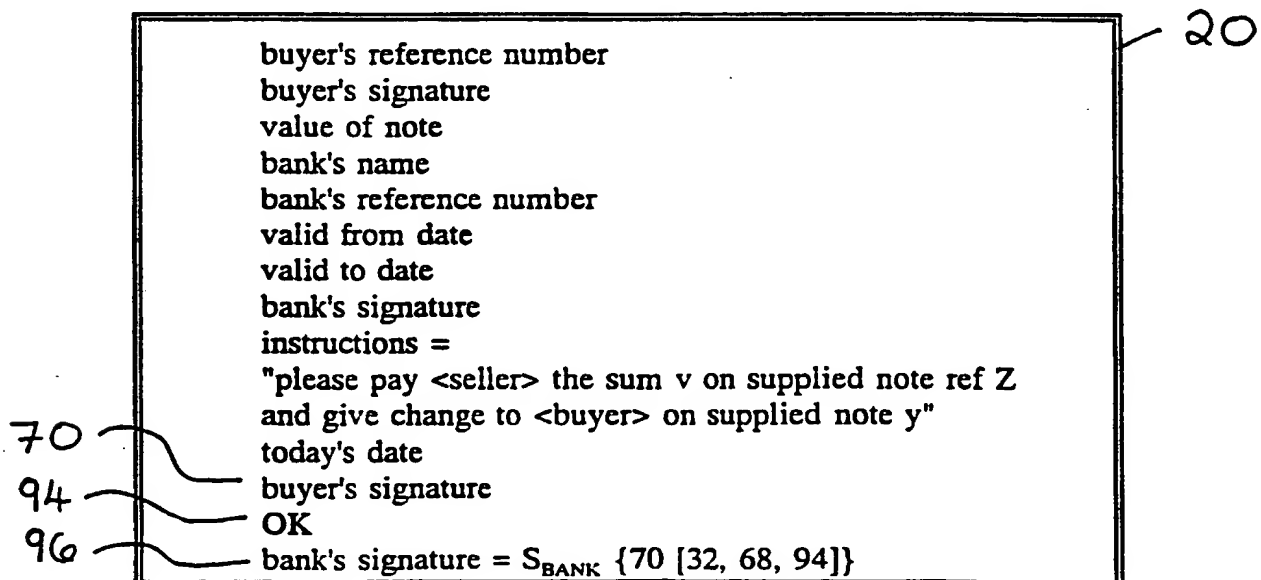 20
buyer's reference number
buyer's signature
value of note
bank's name
bank's reference number
valid from date
valid to date
bank's signature
instructions =
"please pay <seller> the sum v on supplied note ref Z
and give change to <buyer> on supplied note y"
today's date
70 buyer's signature
94 OK
96 bank's signature = S_BANK {70 [32, 68, 94]}